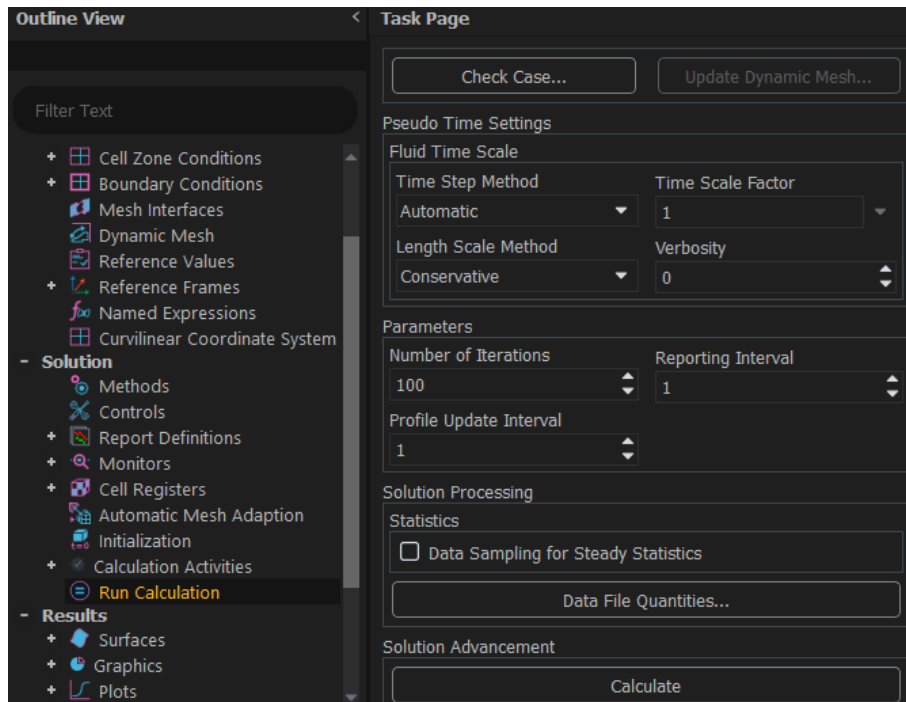 Outline View
<
Filter Text
+ Cell Zone Conditions
+ Boundary Conditions
Mesh Interfaces
Dynamic Mesh
Reference Values
+ Reference Frames
f(x) Named Expressions
Curvilinear Coordinate System
- Solution
Methods
Controls
+ Report Definitions
+ Monitors
+ Cell Registers
Automatic Mesh Adaption
t=0 Initialization
+ Calculation Activities
Run Calculation
- Results
+ Surfaces
+ Graphics
+ Plots
Task Page
Check Case... Update Dynamic Mesh...
Pseudo Time Settings
Fluid Time Scale
Time Step Method Time Scale Factor
Automatic 1
Length Scale Method Verbosity
Conservative 0
Parameters
Number of Iterations Reporting Interval
100 1
Profile Update Interval
1
Solution Processing
Statistics
Data Sampling for Steady Statistics
Data File Quantities...
Solution Advancement
Calculate